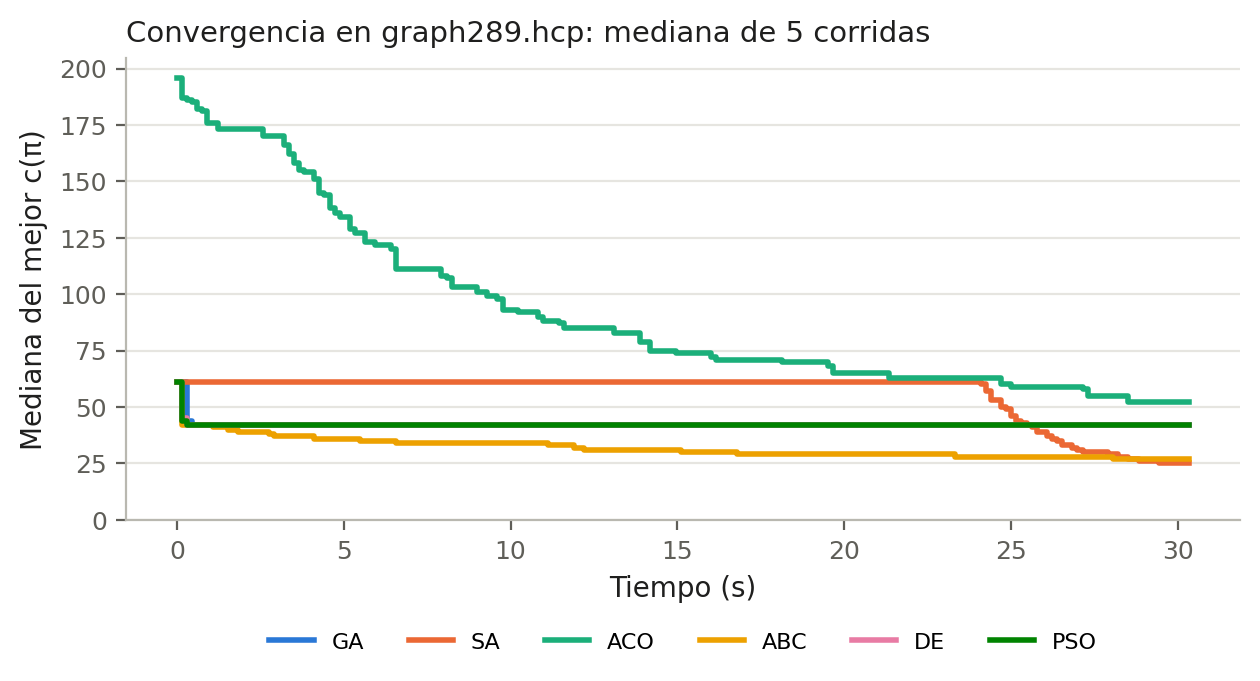 Convergencia en graph289.hcp: mediana de 5 corridas
Mediana del mejor c(π)
200
175
150
125
100
75
50
25
0
0 5 10 15 20 25 30
Tiempo (s)
GA SA ACO ABC DE PSO